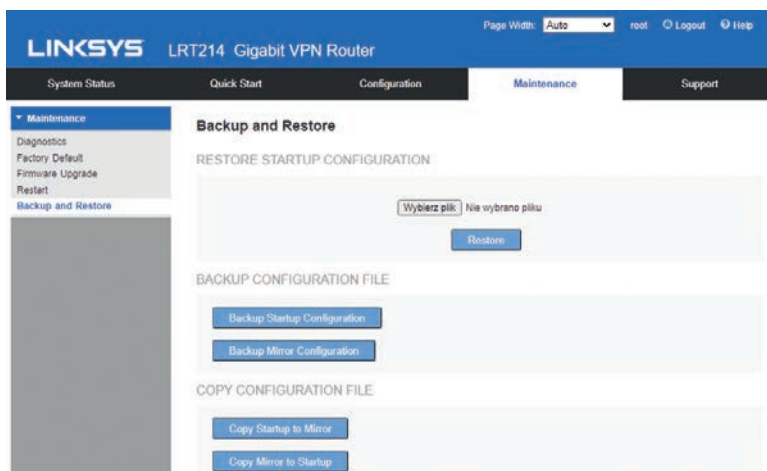 Page Width: Auto root Logout Help
LINKSYS LRT214 Gigabit VPN Router
System Status Quick Start Configuration Maintenance Support
Maintenance
Diagnostics
Factory Default
Firmware Upgrade
Restart
Backup and Restore
Backup and Restore
RESTORE STARTUP CONFIGURATION
Wybierz plik Nie wybrano pliku
Restore
BACKUP CONFIGURATION FILE
Backup Startup Configuration
Backup Mirror Configuration
COPY CONFIGURATION FILE
Copy Startup to Mirror
Copy Mirror to Startup